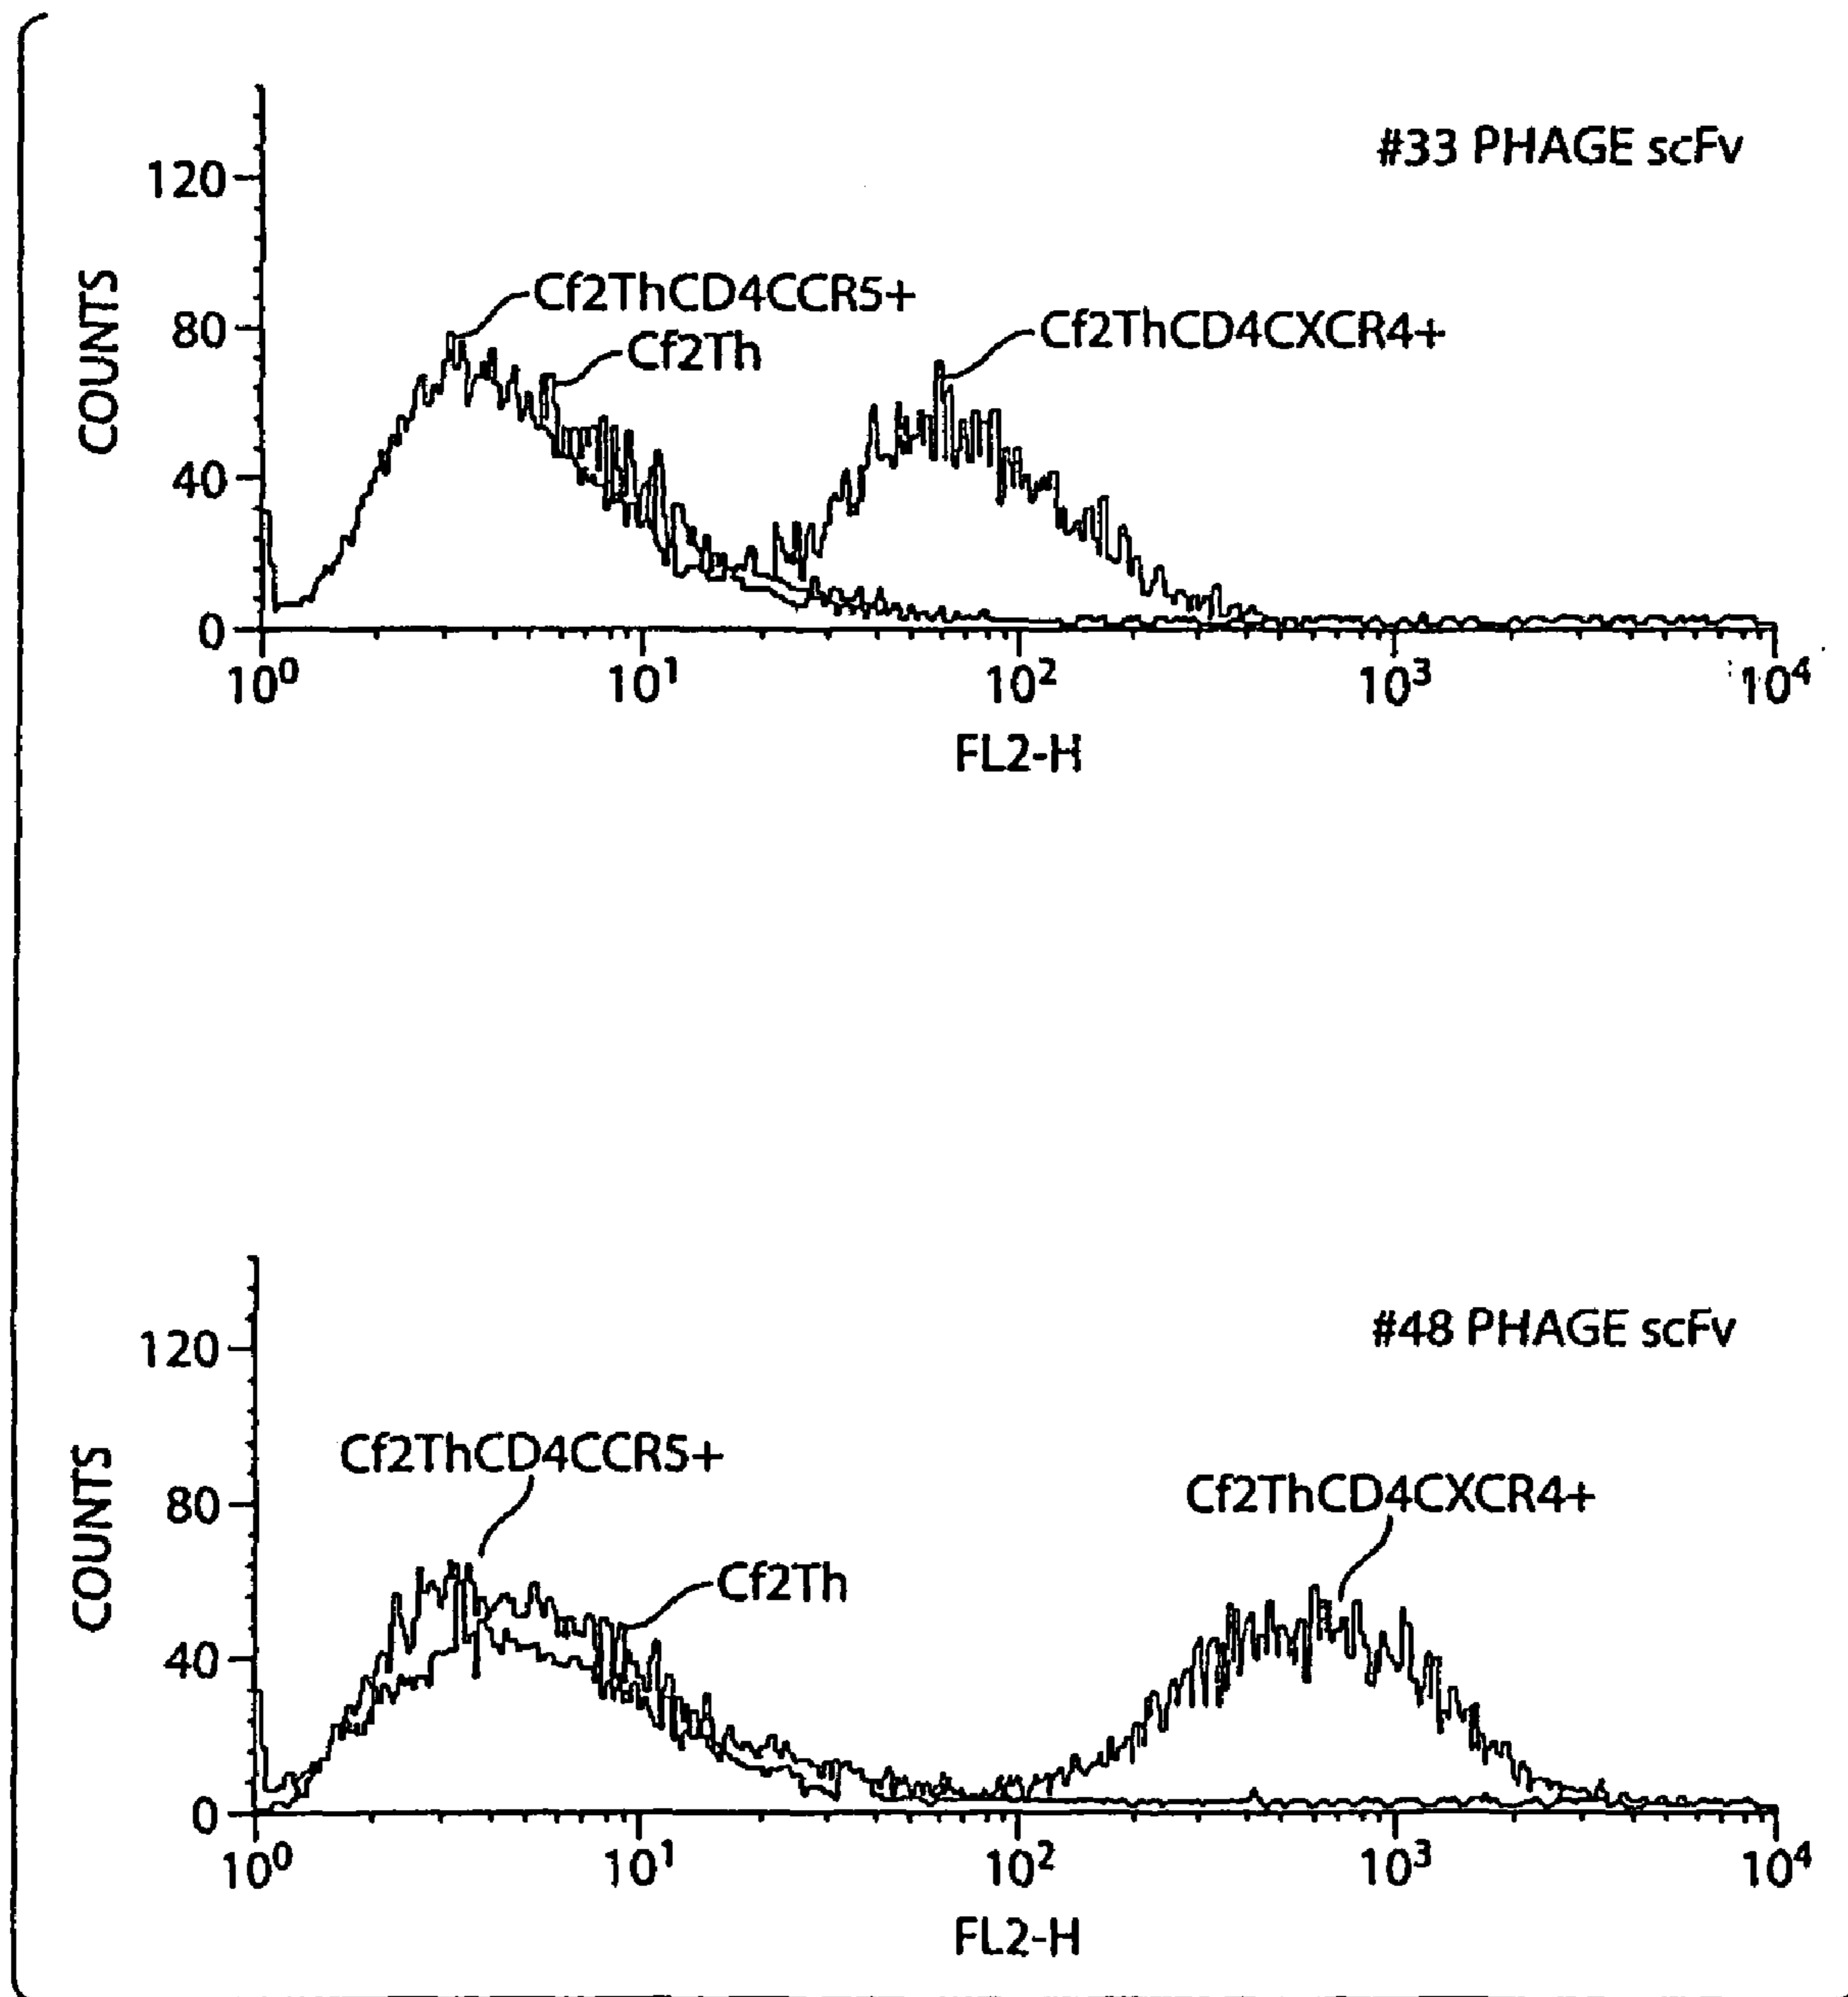 #33 PHAGE scFv
120
80
40
0
COUNTS
Cf2ThCD4CCR5+
Cf2Th
Cf2ThCD4CXCR4+
10⁰ 10¹ 10² 10³ 10⁴
FL2-H
#48 PHAGE scFv
120
80
40
0
COUNTS
Cf2ThCD4CCR5+
Cf2ThCD4CXCR4+
Cf2Th
10⁰ 10¹ 10² 10³ 10⁴
FL2-H